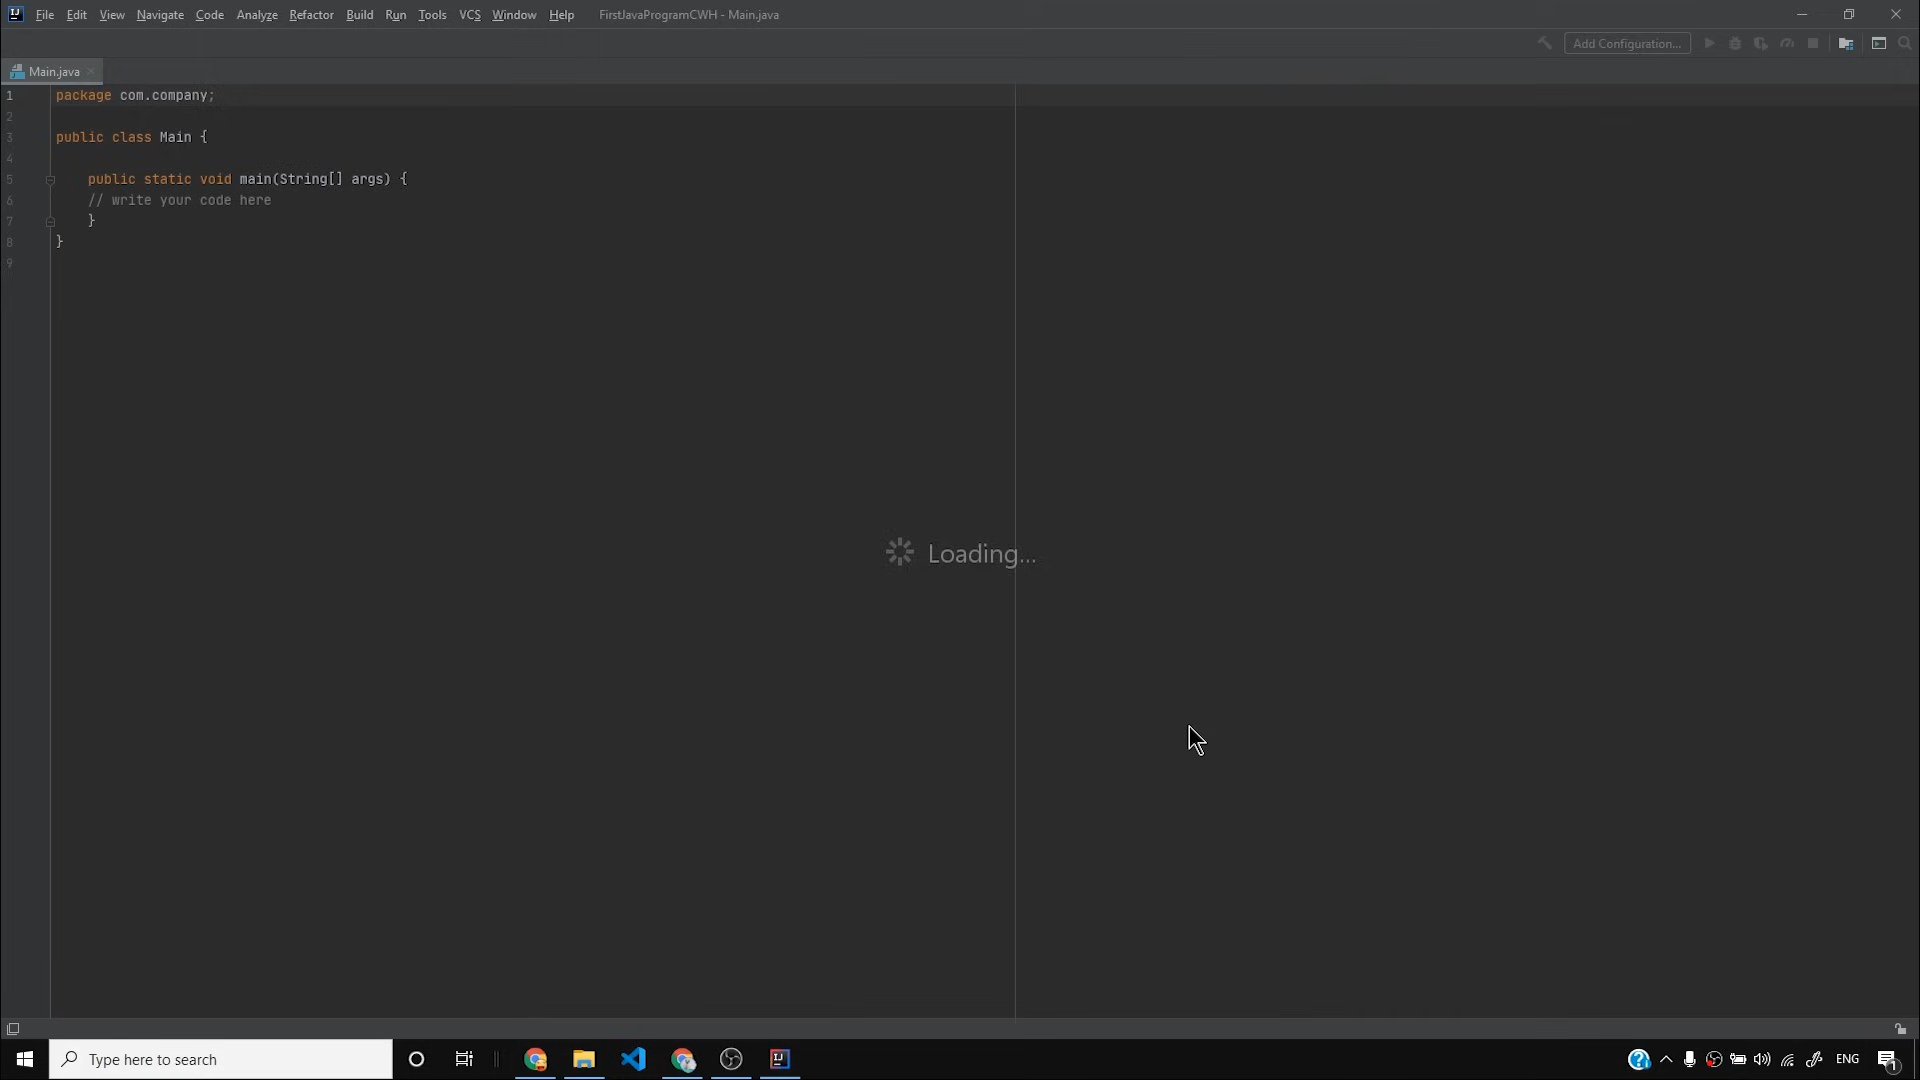 File Edit View Navigate Code Analyze Refactor Build Run Tools VCS Window Help FirstJavaProgramCWH - Main.java
Add Configuration...
Main.java
1 package com.company;
2
3 public class Main {
4
5 public static void main(String[] args) {
6 // write your code here
7 }
8 }
9
Loading...
Type here to search
ENG
1